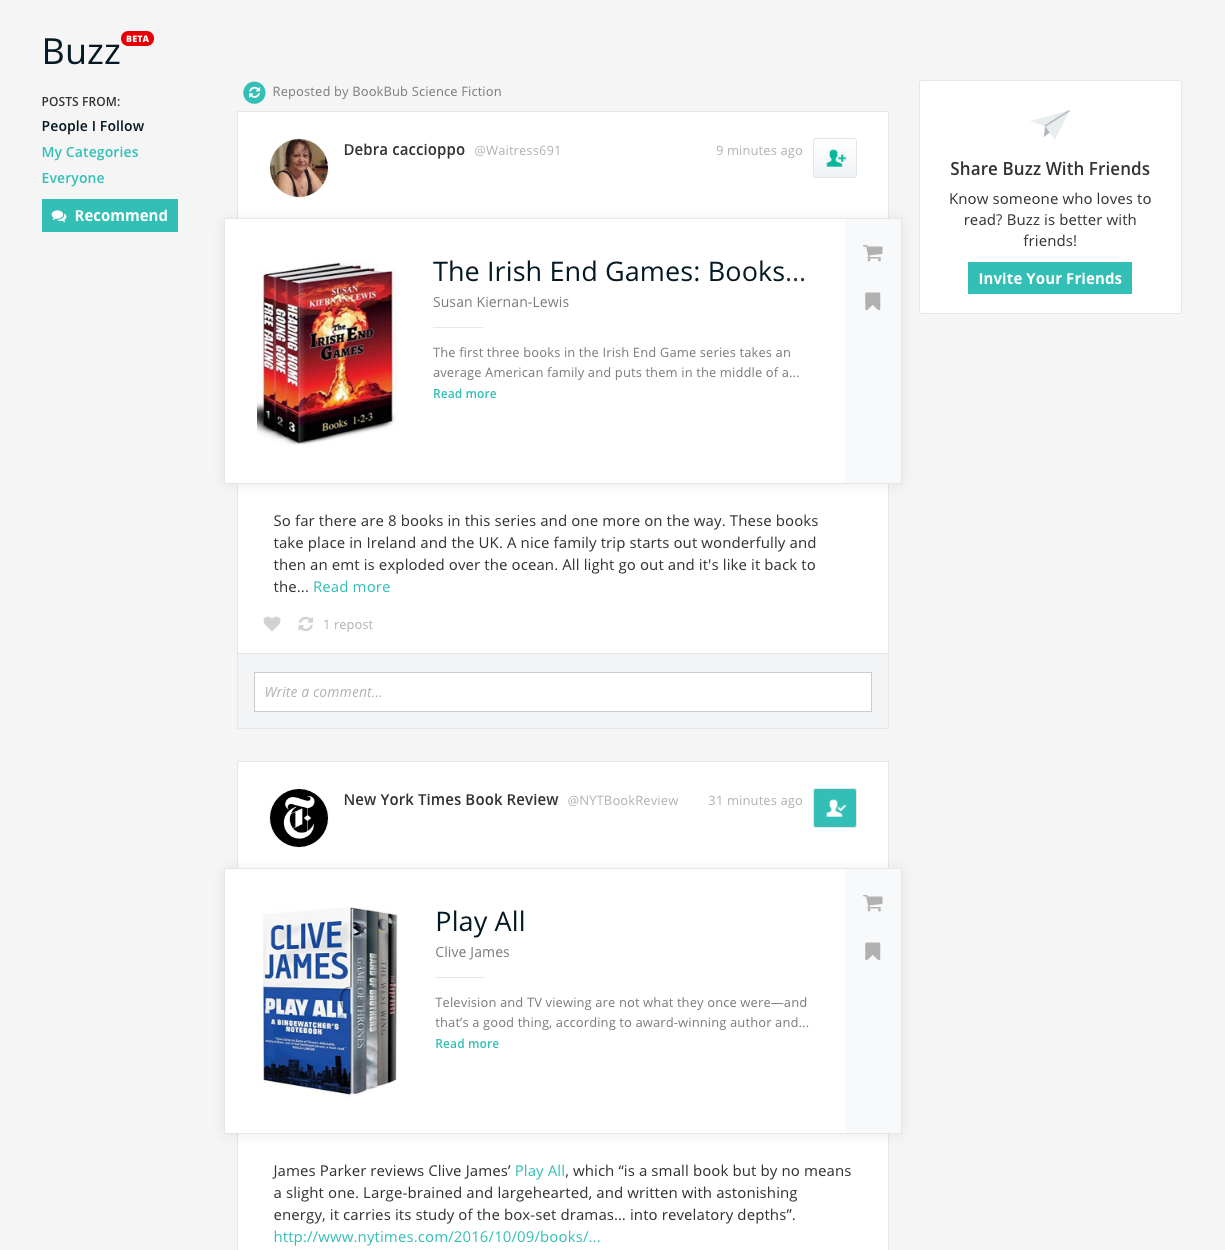 Buzz
BETA
POSTS FROM:
People I Follow
My Categories
Everyone
Recommend
Reposted by BookBub Science Fiction
Debra caccioppo @Waitress691
9 minutes ago
SUSAN
KIERNAN-LEWIS
The
IRISH END
GAMES
Books 1-2-3
FREE FALLING
GOING GONE
HEADING HOME
1 2 3
The Irish End Games: Books...
Susan Kiernan-Lewis
The first three books in the Irish End Game series takes an
average American family and puts them in the middle of a...
Read more
So far there are 8 books in this series and one more on the way. These books
take place in Ireland and the UK. A nice family trip starts out wonderfully and
then an emt is exploded over the ocean. All light go out and it's like it back to
the... Read more
1 repost
Write a comment...
New York Times Book Review @NYTBookReview
31 minutes ago
CLIVE
JAMES
PLAY ALL
A BINGEWATCHER'S
NOTEBOOK
GAME OF THRONES
BAND OF BROTHERS
THE WEST WING
Play All
Clive James
Television and TV viewing are not what they once were—and
that's a good thing, according to award-winning author and...
Read more
James Parker reviews Clive James’ Play All, which “is a small book but by no means
a slight one. Large-brained and largehearted, and written with astonishing
energy, it carries its study of the box-set dramas... into revelatory depths”.
http://www.nytimes.com/2016/10/09/books/...
Share Buzz With Friends
Know someone who loves to
read? Buzz is better with
friends!
Invite Your Friends